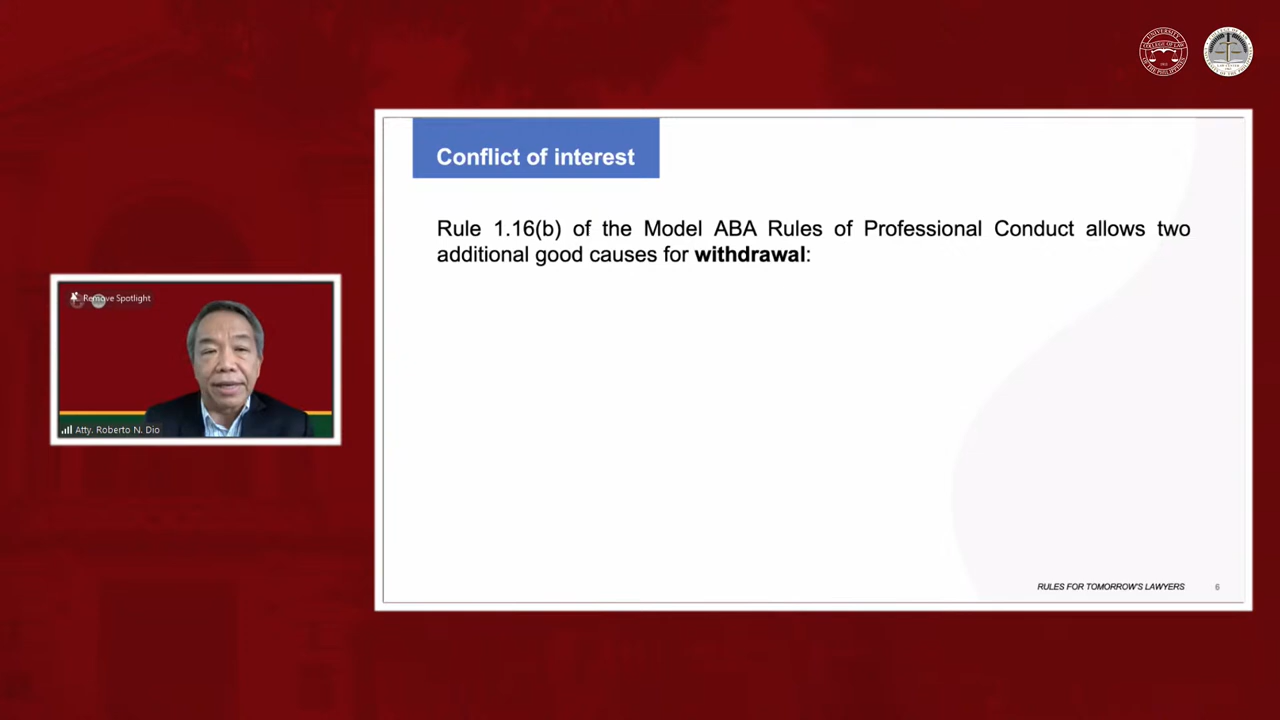 Conflict of interest
Rule 1.16(b) of the Model ABA Rules of Professional Conduct allows two
additional good causes for withdrawal:
Remove Spotlight
Atty. Roberto N. Dio
RULES FOR TOMORROW'S LAWYERS 6